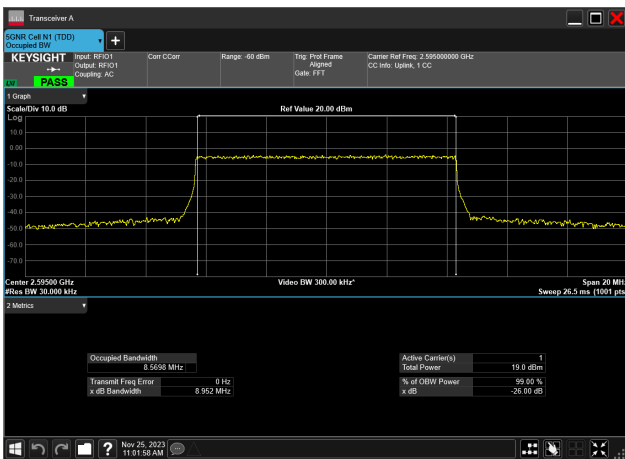 Transceiver A
5GNR Cell N1 (TDD)
Occupied BW
KEYSIGHT
Input: RFIO1
Output: RFIO1
Coupling: AC
Corr CCorr
Range: -60 dBm
Trig: Prot Frame
Aligned
Gate: FFT
Carrier Ref Freq: 2.595000000 GHz
CC Info: Uplink, 1 CC
PASS
1 Graph
Scale/Div 10.0 dB
Ref Value 20.00 dBm
Log
10.0
0.00
-10.0
-20.0
-30.0
-40.0
-50.0
-60.0
-70.0
Center 2.59500 GHz
#Res BW 30.000 kHz
Video BW 300.00 kHz*
Span 20 MHz
Sweep 26.5 ms (1001 pts
2 Metrics
Occupied Bandwidth
8.5698 MHz
Transmit Freq Error 0 Hz
x dB Bandwidth 8.952 MHz
Active Carrier(s) 1
Total Power 19.0 dBm
% of OBW Power 99.00 %
x dB -26.00 dB
?
Nov 25, 2023
11:01:58 AM